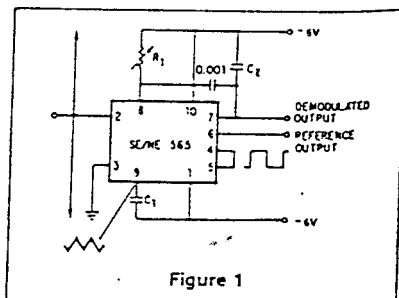 -6V
R1
0.001
C2
8
10
7
DEMODULATED
OUTPUT
2
6
REFERENCE
OUTPUT
SE/NE 565
4
3
5
9
1
C1
-6V
Figure 1